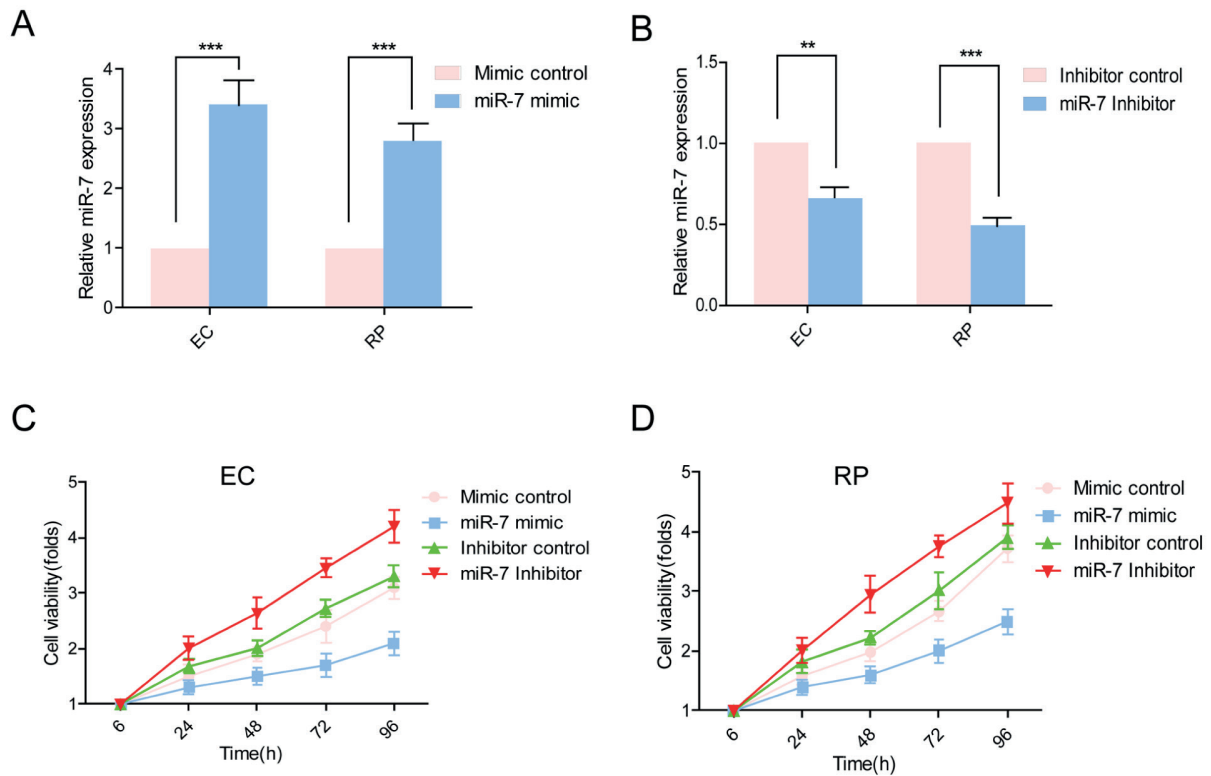 A
***
***
Mimic control
miR-7 mimic
Relative miR-7 expression
4
3
2
1
0
EC
RP
B
**
***
Inhibitor control
miR-7 Inhibitor
Relative miR-7 expression
1.5
1.0
0.5
0.0
EC
RP
C
EC
Mimic control
miR-7 mimic
Inhibitor control
miR-7 Inhibitor
Cell viability(folds)
5
4
3
2
1
6
24
48
72
96
Time(h)
D
RP
Mimic control
miR-7 mimic
Inhibitor control
miR-7 Inhibitor
Cell viability(folds)
5
4
3
2
1
6
24
48
72
96
Time(h)